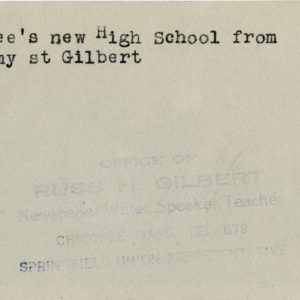 ee's new High School from
ny st Gilbert
OFFICE OF
RUSS H. GILBERT
Newspaper Writer, Speaker, Teacher
CHICOPEE, MASS. TEL. 879
SPRINGFIELD UNION REPRESENTATIVE